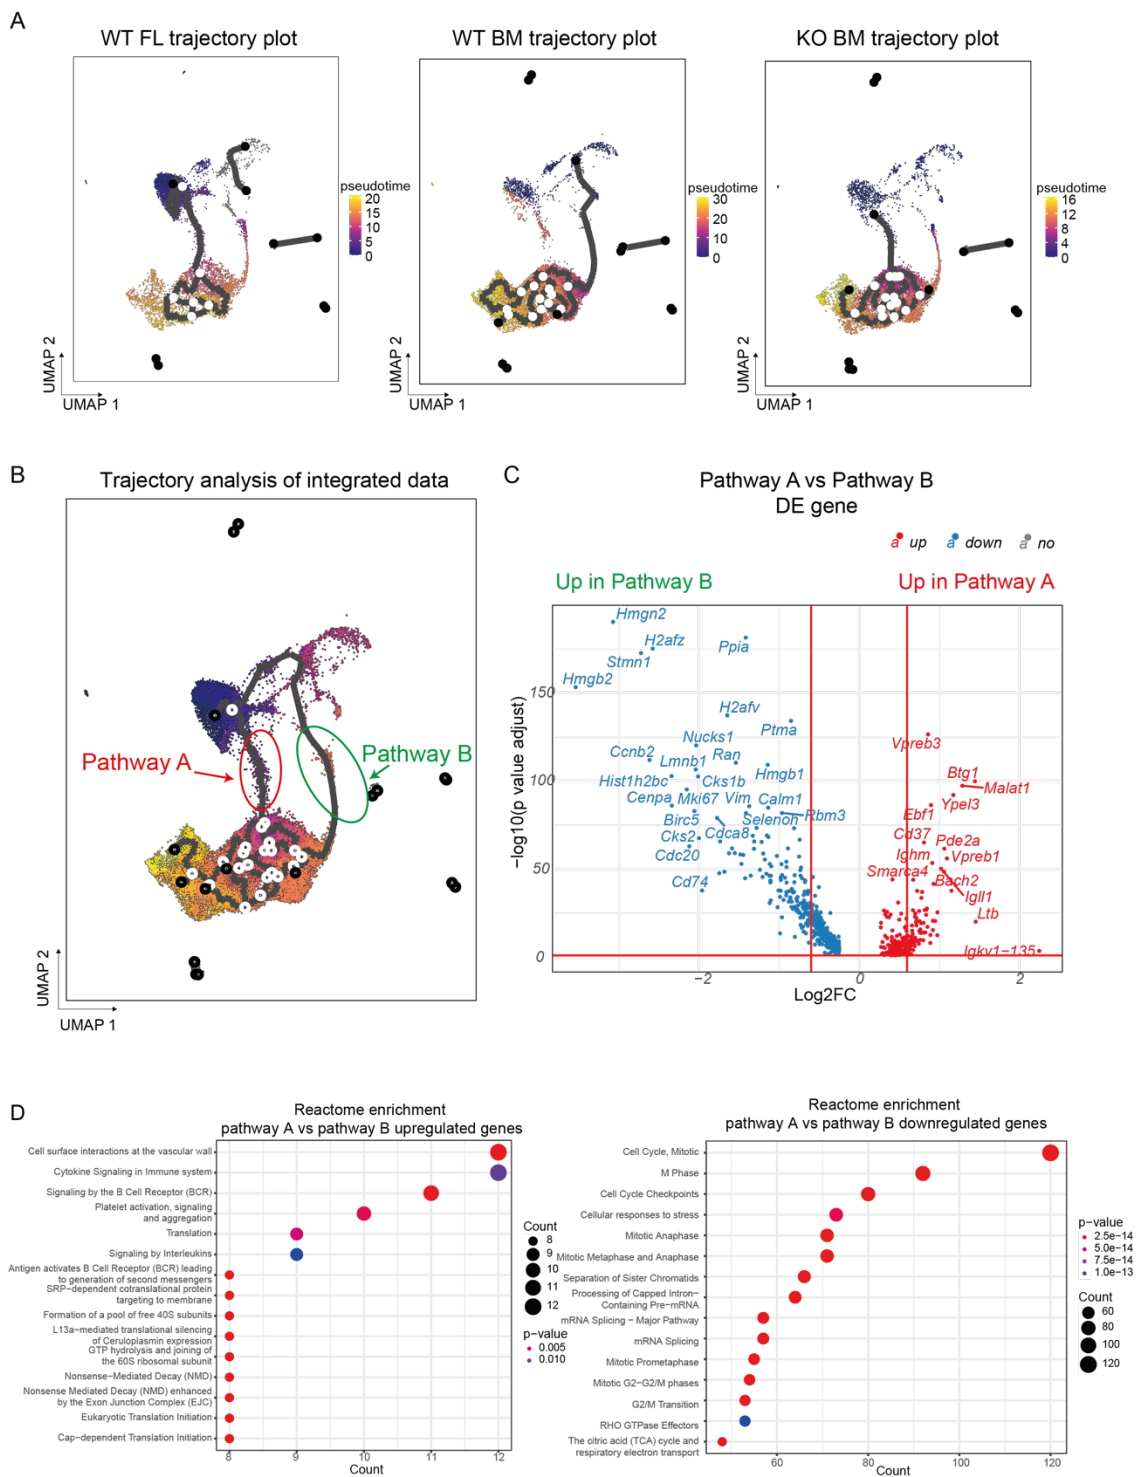 A
WT FL trajectory plot
WT BM trajectory plot
KO BM trajectory plot
pseudotime
20
15
10
5
0
pseudotime
30
20
10
0
pseudotime
16
12
8
4
0
UMAP 2
UMAP 1
UMAP 2
UMAP 1
UMAP 2
UMAP 1
B
Trajectory analysis of integrated data
Pathway A
Pathway B
UMAP 2
UMAP 1
C
Pathway A vs Pathway B
DE gene
a up
a down
a no
Up in Pathway B
Up in Pathway A
Hmgn2
H2afz
Ppia
Stmn1
Hmgb2
H2afv
Ptma
Nucks1
Vpreb3
Ccnb2
Lmnb1
Ran
Btg1
Hist1h2bc
Cks1b
Hmgb1
Malat1
Cenpa
Mki67
Vim
Calm1
Ypel3
Birc5
Rbm3
Ebf1
Selenon
Cks2
Cdca8
Cd37
Pde2a
Cdc20
Ighm
Vpreb1
Cd74
Smarca4
Bach2
Igll1
Ltb
Igkv1-135
150
100
50
0
−log10(p value adjust)
−2
0
2
Log2FC
D
Reactome enrichment
pathway A vs pathway B upregulated genes
Cell surface interactions at the vascular wall
Cytokine Signaling in Immune system
Signaling by the B Cell Receptor (BCR)
Platelet activation, signaling
and aggregation
Translation
Signaling by Interleukins
Antigen activates B Cell Receptor (BCR) leading
to generation of second messengers
SRP-dependent cotranslational protein
targeting to membrane
Formation of a pool of free 40S subunits
L13a-mediated translational silencing
of Ceruloplasmin expression
GTP hydrolysis and joining of
the 60S ribosomal subunit
Nonsense-Mediated Decay (NMD)
Nonsense Mediated Decay (NMD) enhanced
by the Exon Junction Complex (EJC)
Eukaryotic Translation Initiation
Cap-dependent Translation Initiation
8
9
10
11
12
Count
Count
8
9
10
11
12
p-value
0.005
0.010
Reactome enrichment
pathway A vs pathway B downregulated genes
Cell Cycle, Mitotic
M Phase
Cell Cycle Checkpoints
Cellular responses to stress
Mitotic Anaphase
Mitotic Metaphase and Anaphase
Separation of Sister Chromatids
Processing of Capped Intron−
Containing Pre−mRNA
mRNA Splicing − Major Pathway
mRNA Splicing
Mitotic Prometaphase
Mitotic G2−G2/M phases
G2/M Transition
RHO GTPase Effectors
The citric acid (TCA) cycle and
respiratory electron transport
60
80
100
120
Count
p-value
2.5e-14
5.0e-14
7.5e-14
1.0e-13
Count
60
80
100
120